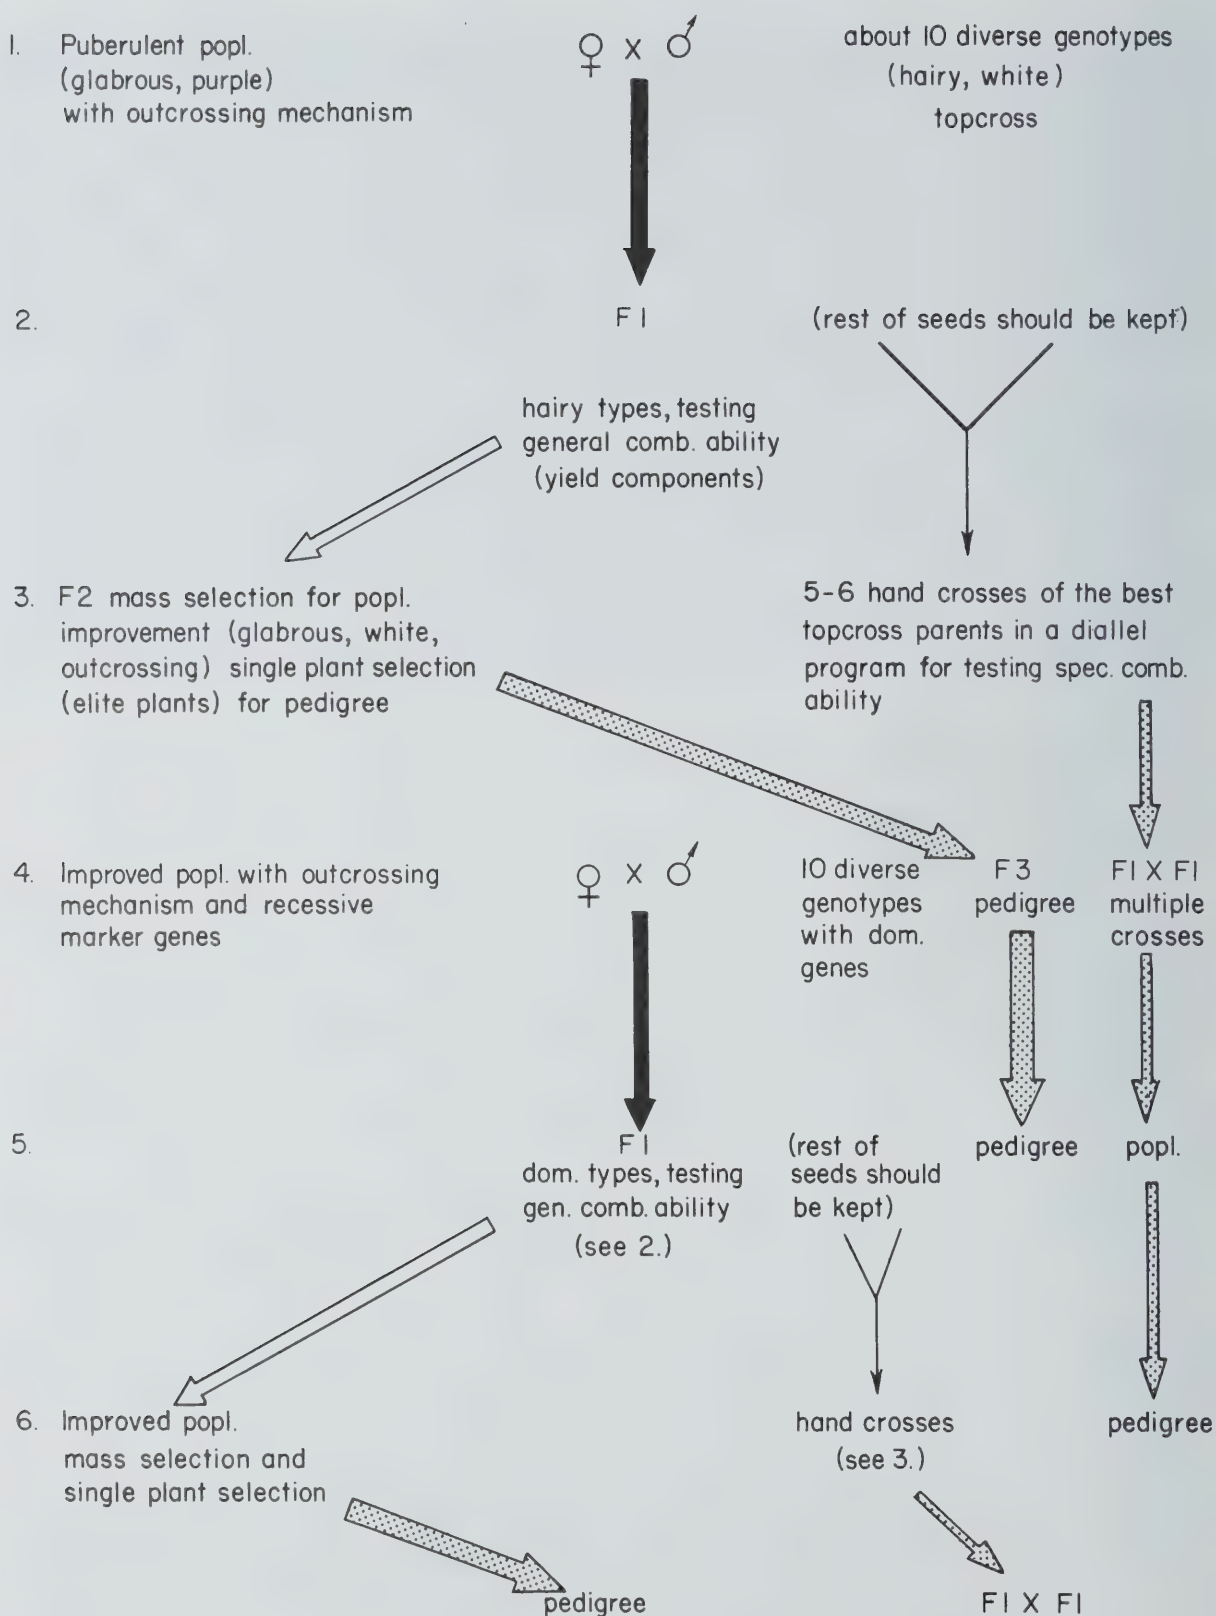 1. Puberulent popl.
(glabrous, purple)
with outcrossing mechanism
♀ X ♂
about 10 diverse genotypes
(hairy, white)
topcross
2.
F1
(rest of seeds should be kept)
hairy types, testing
general comb. ability
(yield components)
3. F2 mass selection for popl.
improvement (glabrous, white,
outcrossing) single plant selection
(elite plants) for pedigree
5-6 hand crosses of the best
topcross parents in a diallel
program for testing spec. comb.
ability
4. Improved popl. with outcrossing
mechanism and recessive
marker genes
♀ X ♂
10 diverse
genotypes
with dom.
genes
F3
pedigree
F1 X F1
multiple
crosses
5.
F1
dom. types, testing
gen. comb. ability
(see 2.)
(rest of
seeds should
be kept)
pedigree
popl.
6. Improved popl.
mass selection and
single plant selection
hand crosses
(see 3.)
pedigree
pedigree
F1 X F1